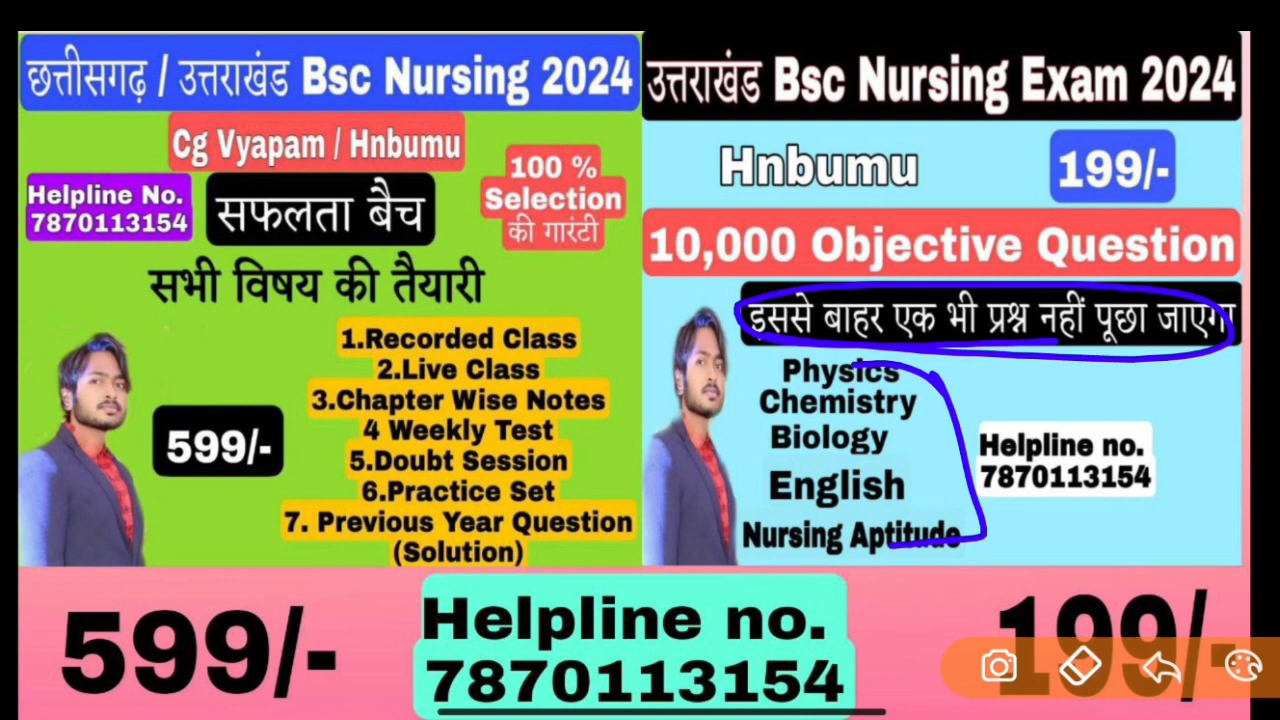 छत्तीसगढ़ / उत्तराखंड Bsc Nursing 2024
Cg Vyapam / Hnbumu
Helpline No.
7870113154
सफलता बैच
100 %
Selection
की गारंटी
सभी विषय की तैयारी
1.Recorded Class
2.Live Class
3.Chapter Wise Notes
4 Weekly Test
5.Doubt Session
6.Practice Set
7. Previous Year Question
(Solution)
599/-
उत्तराखंड Bsc Nursing Exam 2024
Hnbumu
199/-
10,000 Objective Question
इससे बाहर एक भी प्रश्न नहीं पूछा जाएगा
Physics
Chemistry
Biology
English
Nursing Aptitude
Helpline no.
7870113154
599/-
Helpline no.
7870113154
199/-